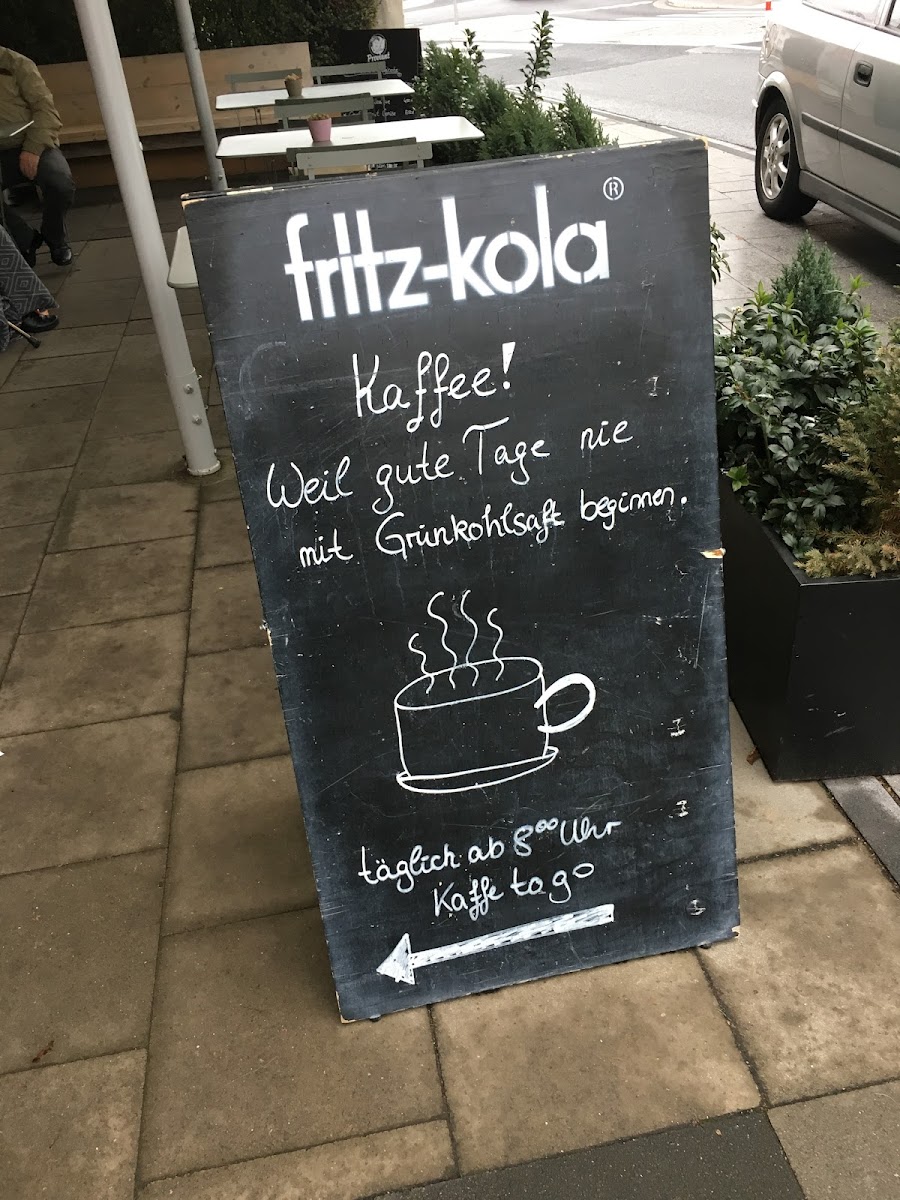 fritz-kola®
Kaffee!
Weil gute Tage nie
mit Grünkohlsaft beginnen.
täglich ab 8⁰⁰ Uhr
Kaffe to go